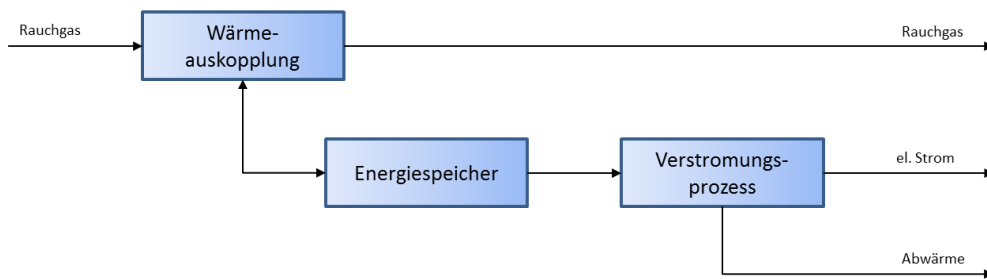 Rauchgas
Wärme-
auskopplung
Rauchgas
Energiespeicher
Verstromungs-
prozess
el. Strom
Abwärme